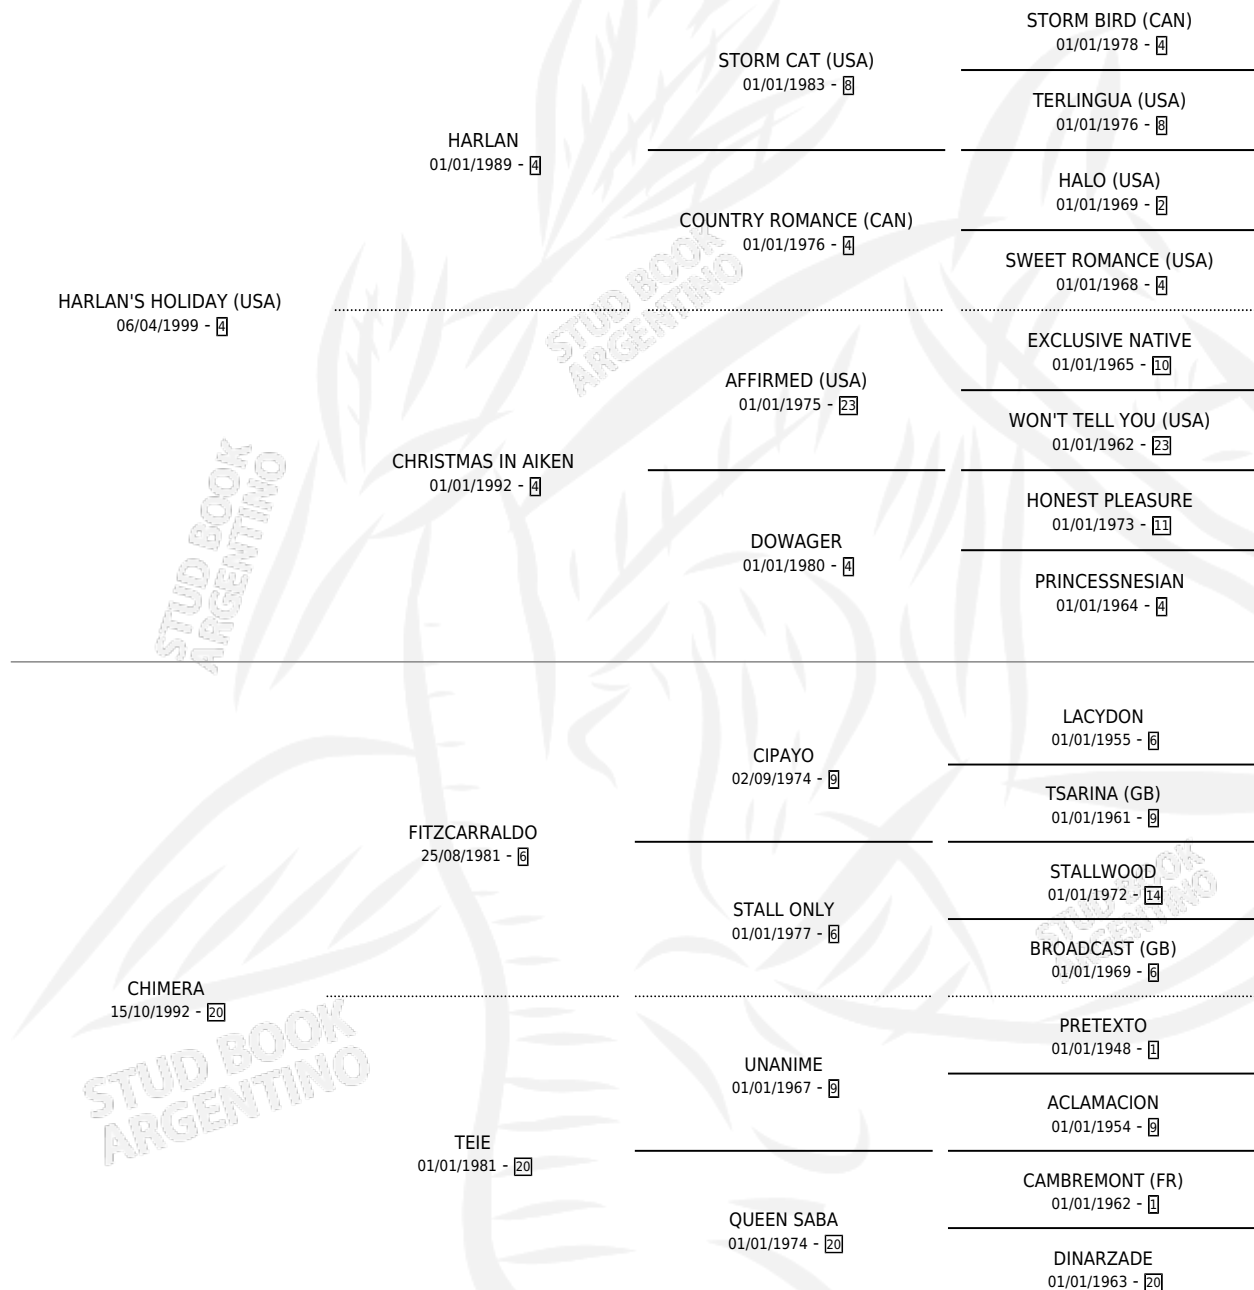 STORM BIRD (CAN)
01/01/1978 - 4
STORM CAT (USA)
01/01/1983 - 8
TERLINGUA (USA)
01/01/1976 - 8
HARLAN
01/01/1989 - 4
HALO (USA)
01/01/1969 - 2
COUNTRY ROMANCE (CAN)
01/01/1976 - 4
SWEET ROMANCE (USA)
01/01/1968 - 4
HARLAN'S HOLIDAY (USA)
06/04/1999 - 4
STUD BOOK
ARGENTINO
EXCLUSIVE NATIVE
01/01/1965 - 10
AFFIRMED (USA)
01/01/1975 - 23
WON'T TELL YOU (USA)
01/01/1962 - 23
CHRISTMAS IN AIKEN
01/01/1992 - 4
HONEST PLEASURE
01/01/1973 - 11
DOWAGER
01/01/1980 - 4
PRINCESSNESIAN
01/01/1964 - 4
STUD BOOK
ARGENTINO
LACYDON
01/01/1955 - 6
CIPAYO
02/09/1974 - 9
TSARINA (GB)
01/01/1961 - 9
FITZCARRALDO
25/08/1981 - 6
STALLWOOD
01/01/1972 - 14
STALL ONLY
01/01/1977 - 6
STUD BOOK
ARGENTINO
BROADCAST (GB)
01/01/1969 - 6
CHIMERA
15/10/1992 - 20
STUD BOOK
ARGENTINO
PRETEXTO
01/01/1948 - 1
UNANIME
01/01/1967 - 9
ACLAMACION
01/01/1954 - 9
TEIE
01/01/1981 - 20
CAMBREMONT (FR)
01/01/1962 - 1
QUEEN SABA
01/01/1974 - 20
DINARZADE
01/01/1963 - 20